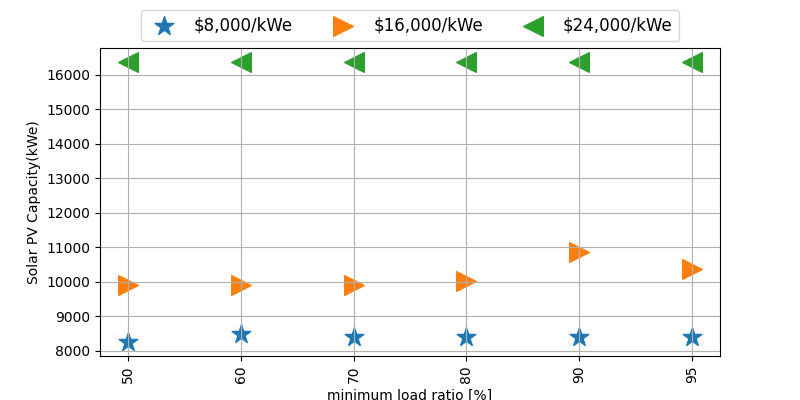 $8,000/kWe $16,000/kWe $24,000/kWe
Solar PV Capacity(kWe)
16000
15000
14000
13000
12000
11000
10000
9000
8000
50 60 70 80 90 95
minimum load ratio [%]